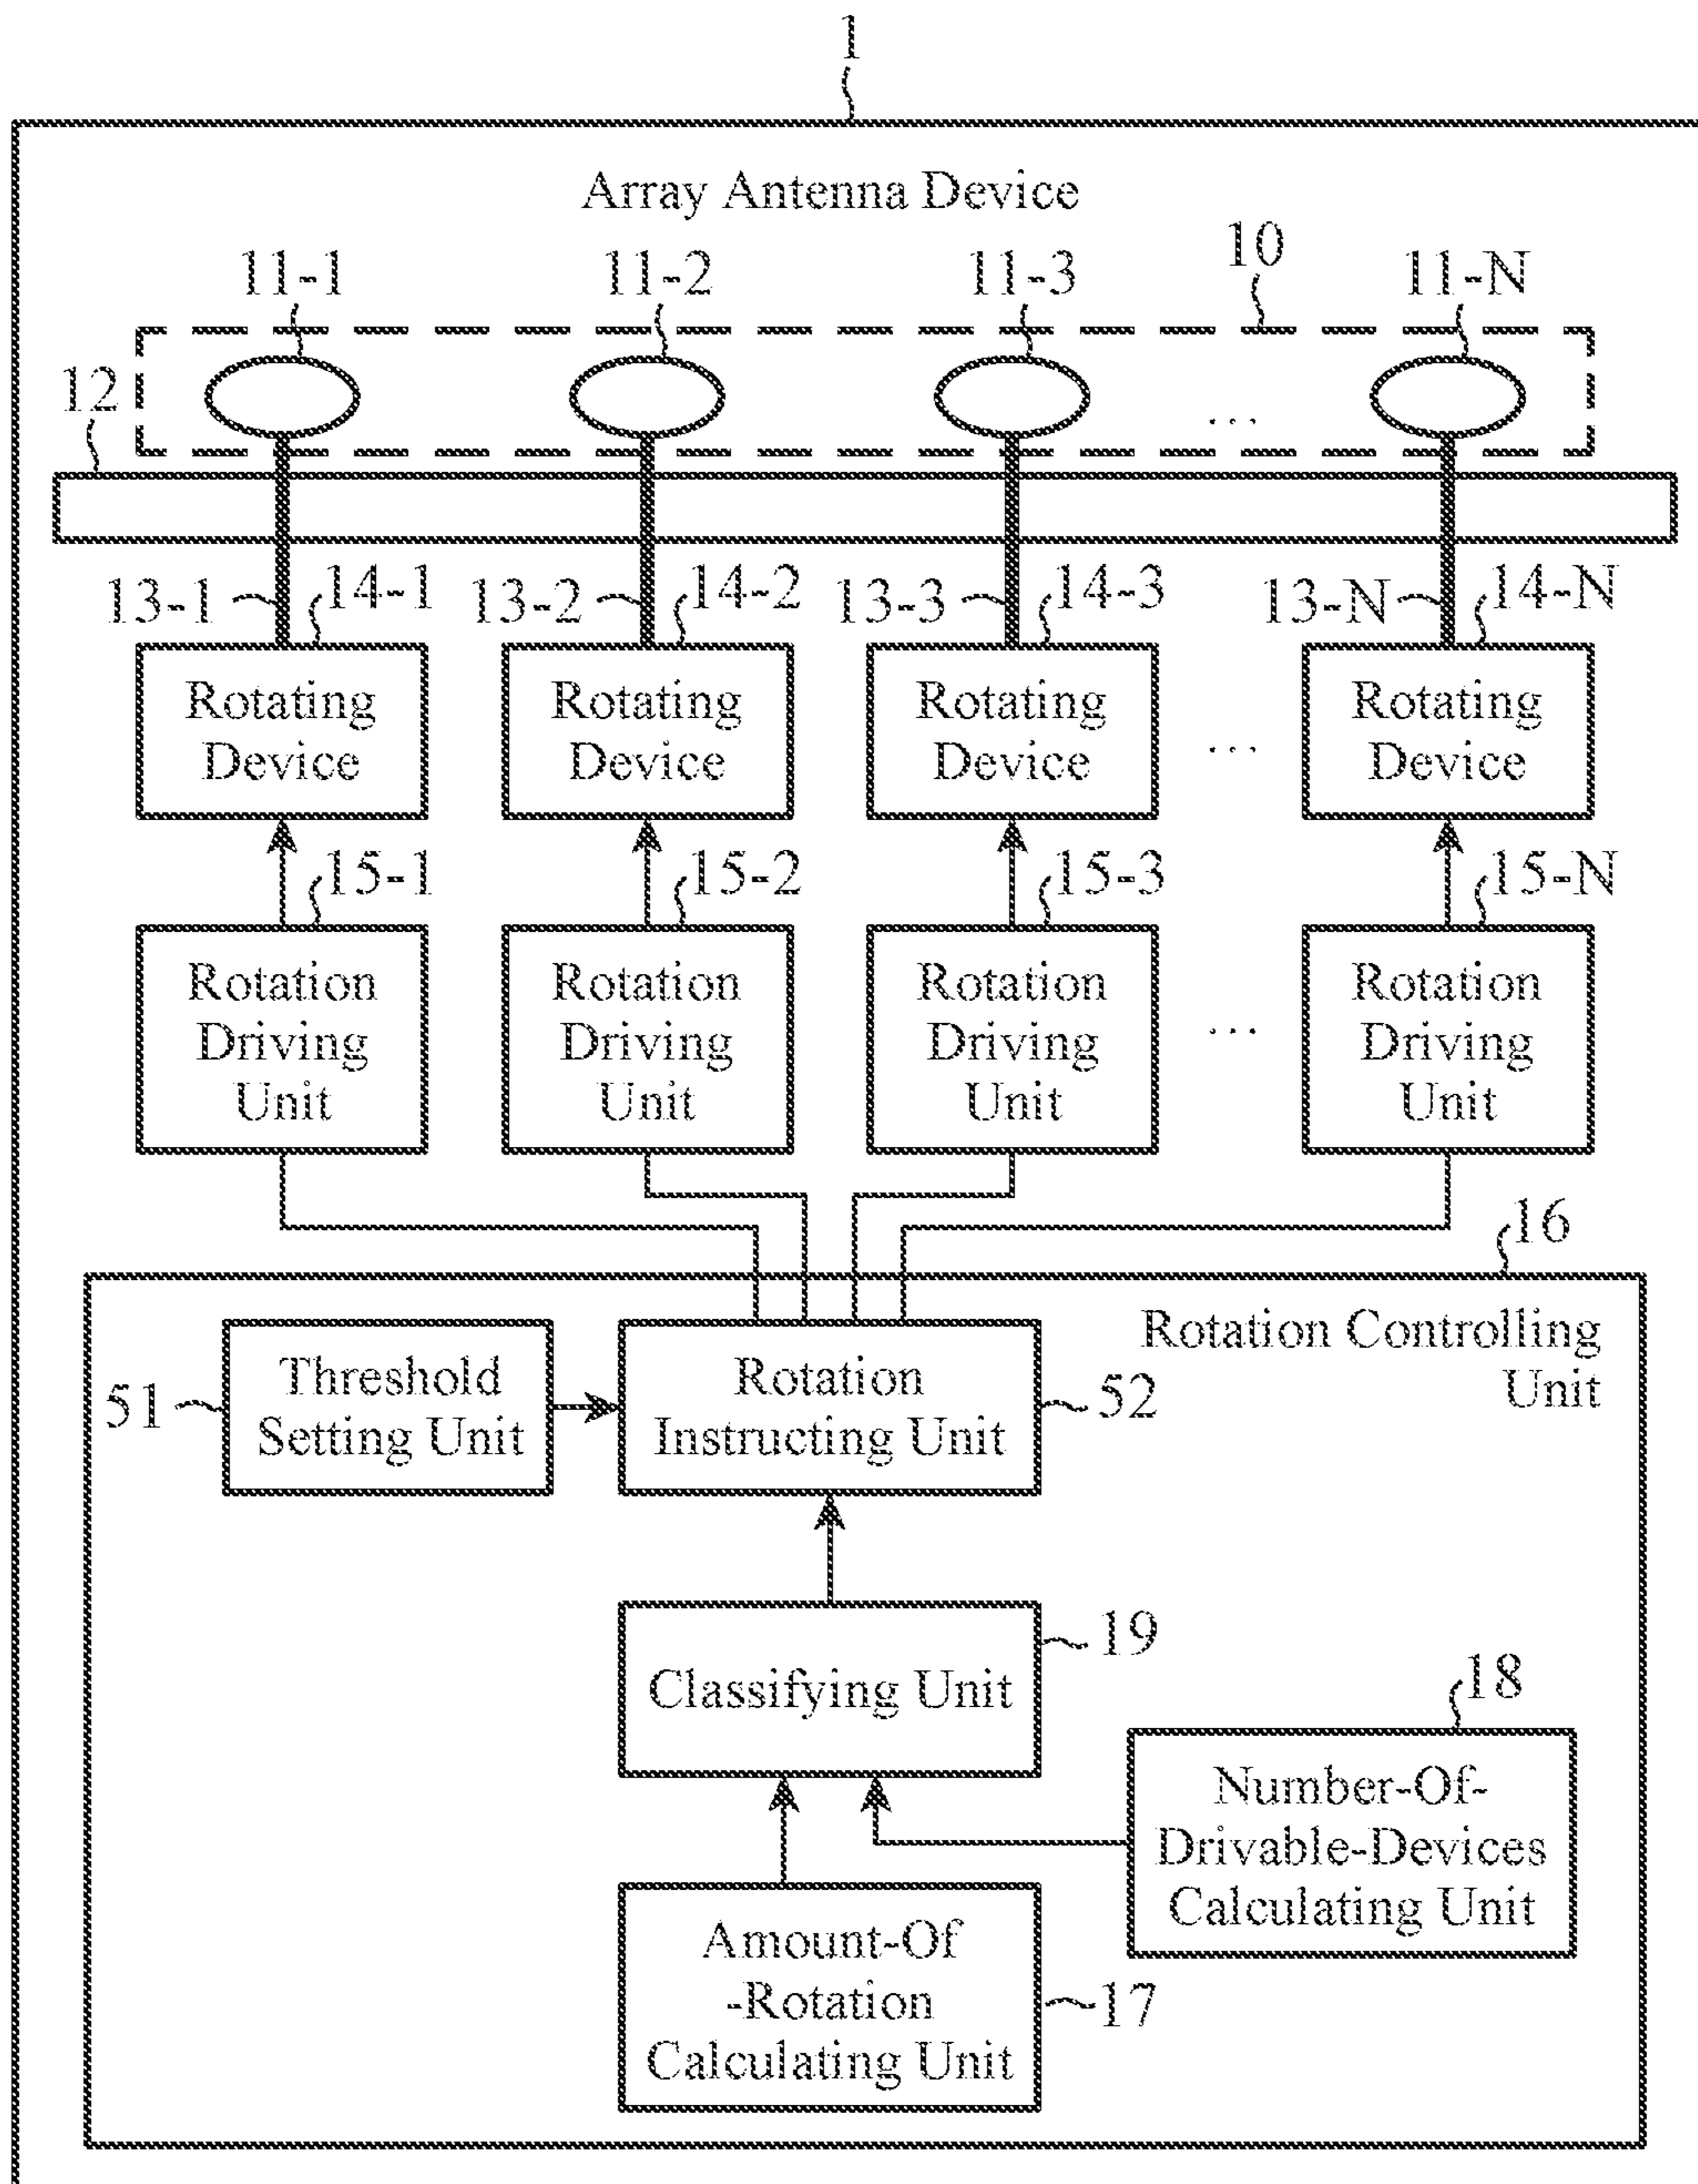 1
Array Antenna Device
10
11-1 11-2 11-3 11-N
12
...
13-1 14-1 13-2 14-2 13-3 14-3 13-N 14-N
Rotating Device
Rotating Device
Rotating Device
...
Rotating Device
15-1 15-2 15-3 15-N
Rotation Driving Unit
Rotation Driving Unit
Rotation Driving Unit
...
Rotation Driving Unit
16
Rotation Controlling
Unit
51
Threshold
Setting Unit
Rotation
Instructing Unit
52
19
Classifying Unit
18
Number-Of-
Drivable-Devices
Calculating Unit
Amount-Of
-Rotation
Calculating Unit
17